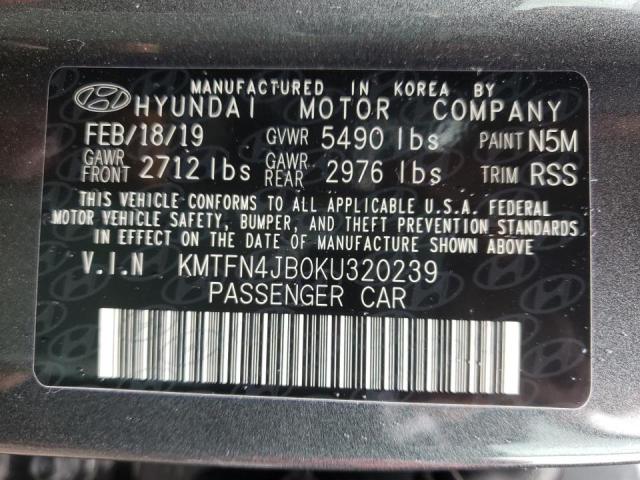 MANUFACTURED IN KOREA BY
HYUNDAI MOTOR COMPANY
FEB/18/19 GVWR 5490 lbs PAINT N5M
GAWR FRONT 2712 lbs GAWR REAR 2976 lbs TRIM RSS
THIS VEHICLE CONFORMS TO ALL APPLICABLE U.S.A. FEDERAL
MOTOR VEHICLE SAFETY, BUMPER, AND THEFT PREVENTION STANDARDS
IN EFFECT ON THE DATE OF MANUFACTURE SHOWN ABOVE
V.I.N KMTFN4JB0KU320239
PASSENGER CAR